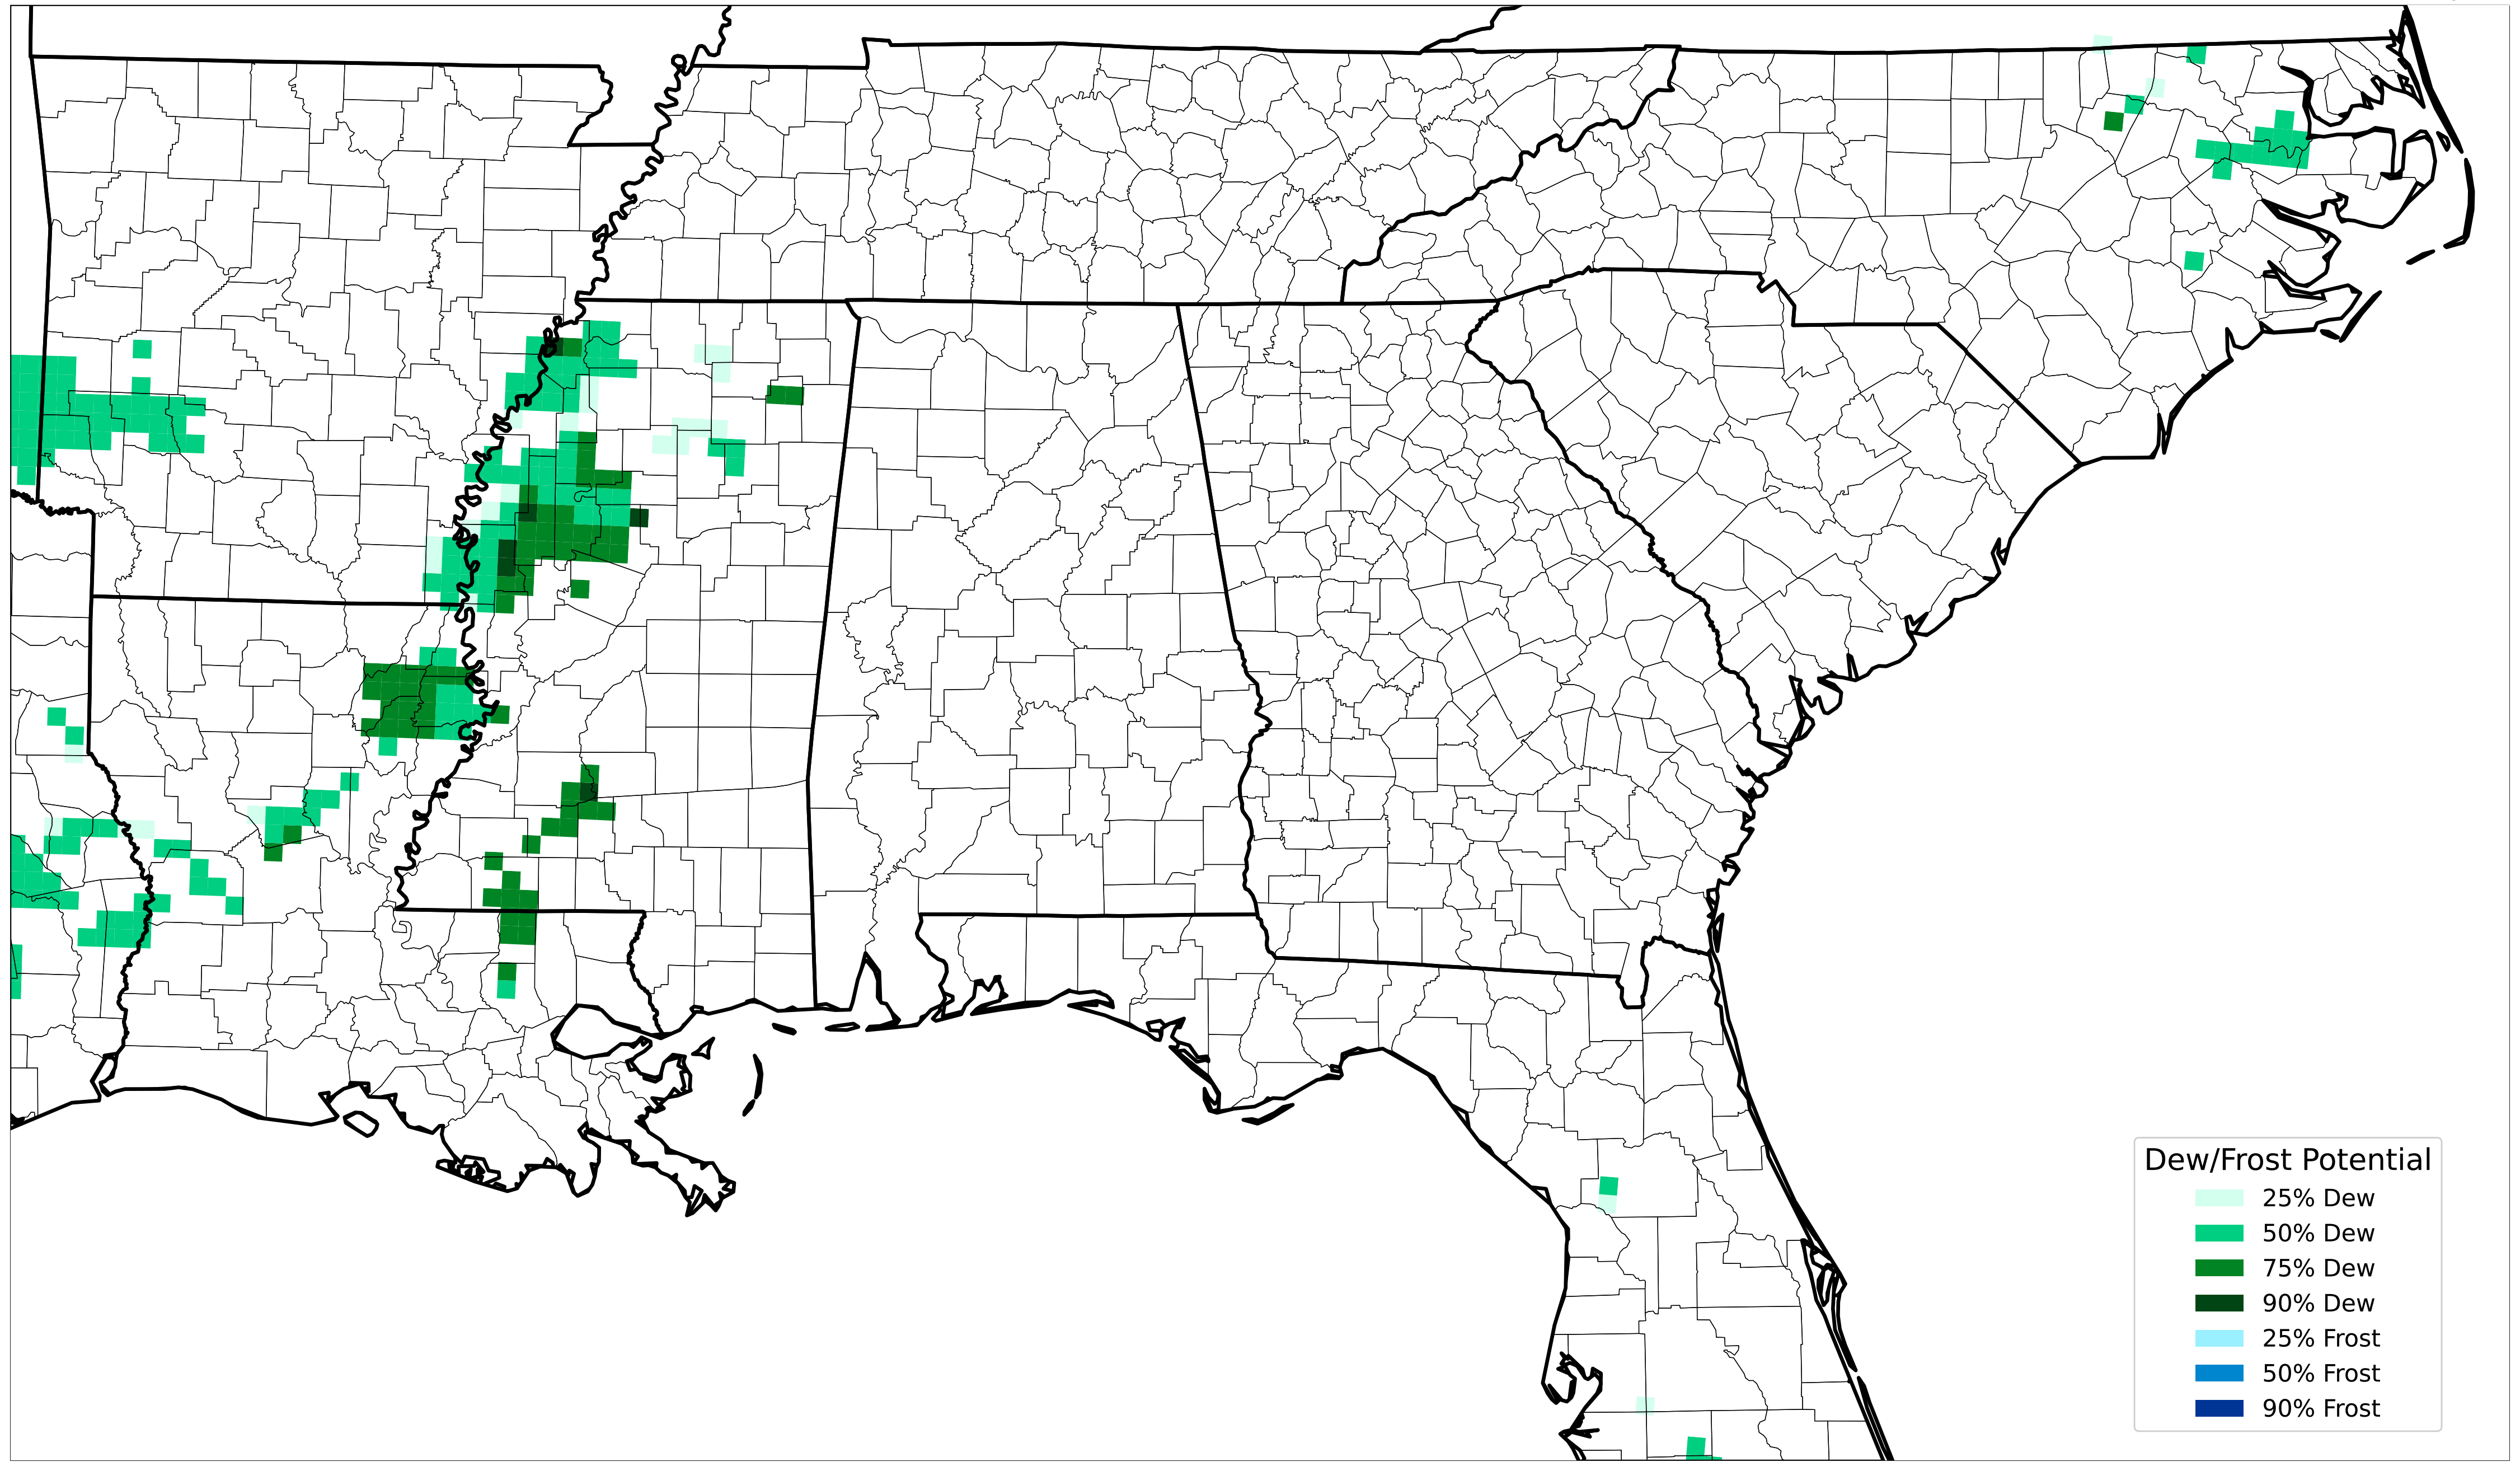 Dew/Frost Potential
25% Dew
50% Dew
75% Dew
90% Dew
25% Frost
50% Frost
90% Frost